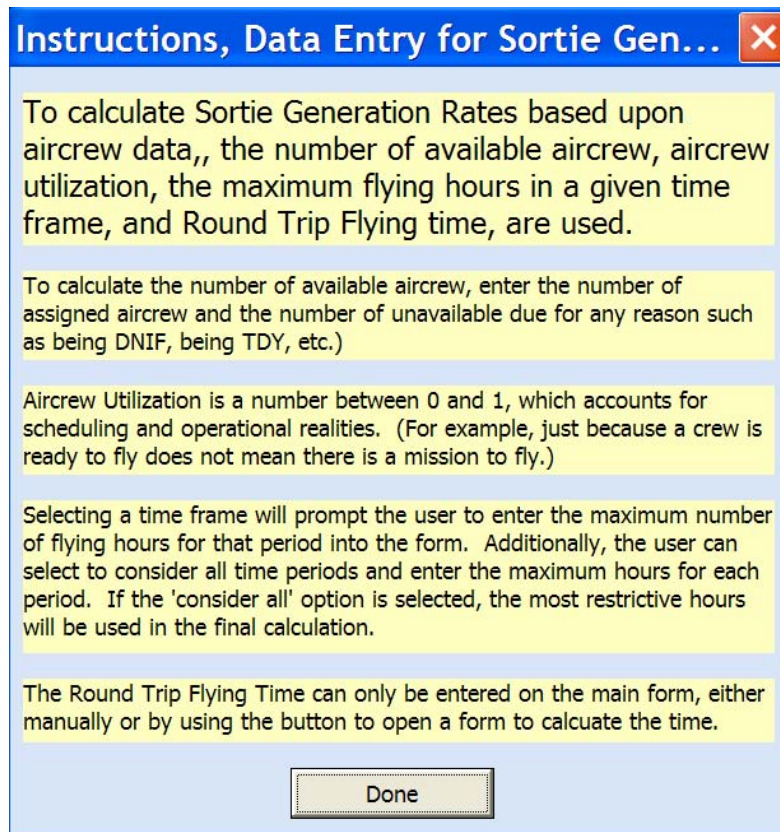 Instructions, Data Entry for Sortie Gen...
To calculate Sortie Generation Rates based upon
aircrew data,, the number of available aircrew, aircrew
utilization, the maximum flying hours in a given time
frame, and Round Trip Flying time, are used.
To calculate the number of available aircrew, enter the number of
assigned aircrew and the number of unavailable due for any reason such
as being DNIF, being TDY, etc.)
Aircrew Utilization is a number between 0 and 1, which accounts for
scheduling and operational realities.  (For example, just because a crew is
ready to fly does not mean there is a mission to fly.)
Selecting a time frame will prompt the user to enter the maximum number
of flying hours for that period into the form.  Additionally, the user can
select to consider all time periods and enter the maximum hours for each
period.  If the 'consider all' option is selected, the most restrictive hours
will be used in the final calculation.
The Round Trip Flying Time can only be entered on the main form, either
manually or by using the button to open a form to calcuate the time.
Done